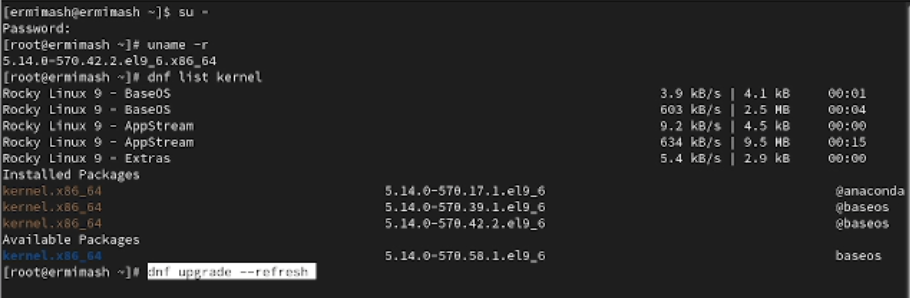 [ermimash@ermimash ~]$ su -
Password:
[root@ermimash ~]# uname -r
5.14.0-570.42.2.el9_6.x86_64
[root@ermimash ~]# dnf list kernel
Rocky Linux 9 - BaseOS 3.9 kB/s | 4.1 kB 00:01
Rocky Linux 9 - BaseOS 603 kB/s | 2.5 MB 00:04
Rocky Linux 9 - AppStream 9.2 kB/s | 4.5 kB 00:00
Rocky Linux 9 - AppStream 634 kB/s | 9.5 MB 00:15
Rocky Linux 9 - Extras 5.4 kB/s | 2.9 kB 00:00
Installed Packages
kernel.x86_64 5.14.0-570.17.1.el9_6 @anaconda
kernel.x86_64 5.14.0-570.39.1.el9_6 @baseos
kernel.x86_64 5.14.0-570.42.2.el9_6 @baseos
Available Packages
kernel.x86_64 5.14.0-570.58.1.el9_6 baseos
[root@ermimash ~]# dnf upgrade --refresh